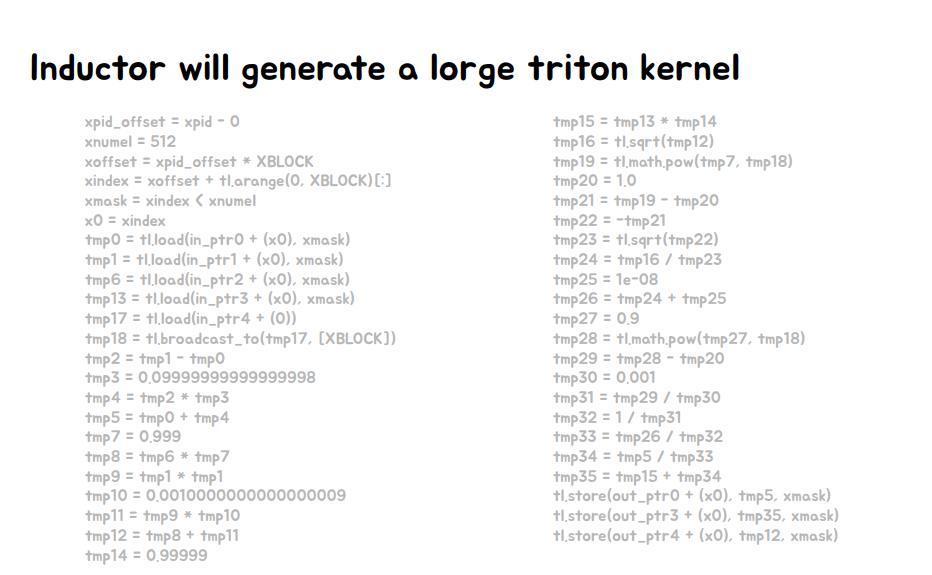 Inductor will generate a lorge triton kernel
xpid_offset = xpid - 0
xnumel = 512
xoffset = xpid_offset * XBLOCK
xindex = xoffset + tl.arange(0, XBLOCK)[:]
xmask = xindex < xnumel
x0 = xindex
tmp0 = tl.load(in_ptr0 + (x0), xmask)
tmp1 = tl.load(in_ptr1 + (x0), xmask)
tmp6 = tl.load(in_ptr2 + (x0), xmask)
tmp13 = tl.load(in_ptr3 + (x0), xmask)
tmp17 = tl.load(in_ptr4 + (0))
tmp18 = tl.broadcast_to(tmp17, [XBLOCK])
tmp2 = tmp1 - tmp0
tmp3 = 0.09999999999999998
tmp4 = tmp2 * tmp3
tmp5 = tmp0 + tmp4
tmp7 = 0.999
tmp8 = tmp6 * tmp7
tmp9 = tmp1 * tmp1
tmp10 = 0.0010000000000000009
tmp11 = tmp9 * tmp10
tmp12 = tmp8 + tmp11
tmp14 = 0.99999
tmp15 = tmp13 * tmp14
tmp16 = tl.sqrt(tmp12)
tmp19 = tl.math.pow(tmp7, tmp18)
tmp20 = 1.0
tmp21 = tmp19 - tmp20
tmp22 = -tmp21
tmp23 = tl.sqrt(tmp22)
tmp24 = tmp16 / tmp23
tmp25 = 1e-08
tmp26 = tmp24 + tmp25
tmp27 = 0.9
tmp28 = tl.math.pow(tmp27, tmp18)
tmp29 = tmp28 - tmp20
tmp30 = 0.001
tmp31 = tmp29 / tmp30
tmp32 = 1 / tmp31
tmp33 = tmp26 / tmp32
tmp34 = tmp5 / tmp33
tmp35 = tmp15 + tmp34
tl.store(out_ptr0 + (x0), tmp5, xmask)
tl.store(out_ptr3 + (x0), tmp35, xmask)
tl.store(out_ptr4 + (x0), tmp12, xmask)